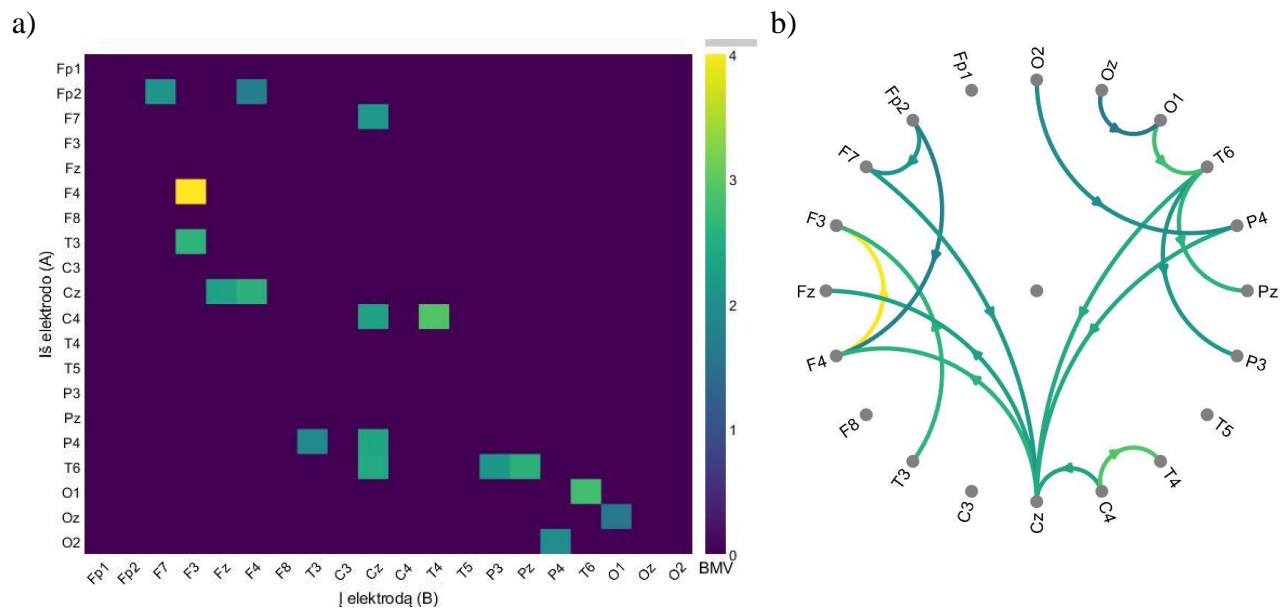 a)
Iš elektrodo (A)
Fp1
Fp2
F7
F3
Fz
F4
F8
T3
C3
Cz
C4
T4
T5
P3
Pz
P4
T6
O1
Oz
O2
Fp1
Fp2
F7
F3
Fz
F4
F8
T3
C3
Cz
C4
T4
T5
P3
Pz
P4
T6
O1
Oz
O2
Į elektrodą (B)
4
3
2
1
0
BMV
b)
Fp1
O2
Oz
O1
T6
P4
Pz
P3
T5
T4
C4
Cz
C3
T3
F8
F4
Fz
F3
F7
Fp2